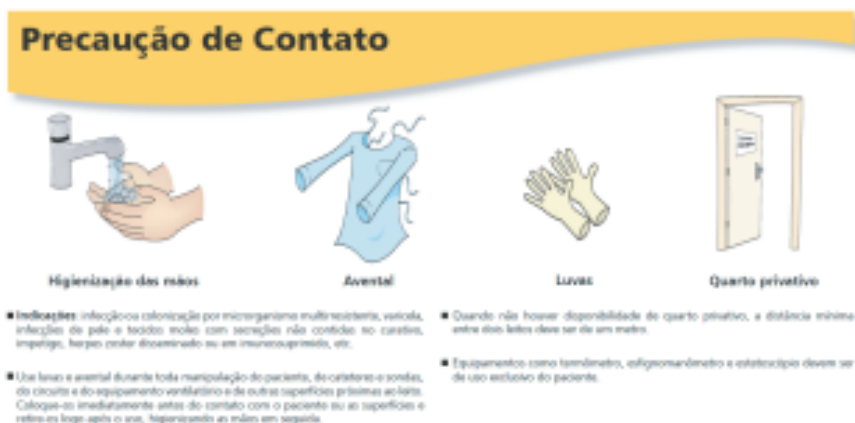 Precaução de Contato
Higienização das mãos
Avental
Luvas
Quarto privativo
■ Indicações: infecção ou colonização por microrganismo multirresistente, varicela,
infecções de pele e tecidos moles com secreções não contidas no curativo,
impetigo, herpes zoster disseminado ou em imunossuprimido, etc.
■ Use luvas e avental durante toda manipulação do paciente, de cateteres e sondas,
do circuito e do equipamento ventilatório e de outras superfícies próximas ao leito.
Coloque-os imediatamente antes do contato com o paciente ou as superfícies e
retire-os logo após o uso, higienizando as mãos em seguida.
■ Quando não houver disponibilidade de quarto privativo, a distância mínima
entre dois leitos deve ser de um metro.
■ Equipamentos como termômetro, esfignomanômetro e estetoscópio devem ser
de uso exclusivo do paciente.